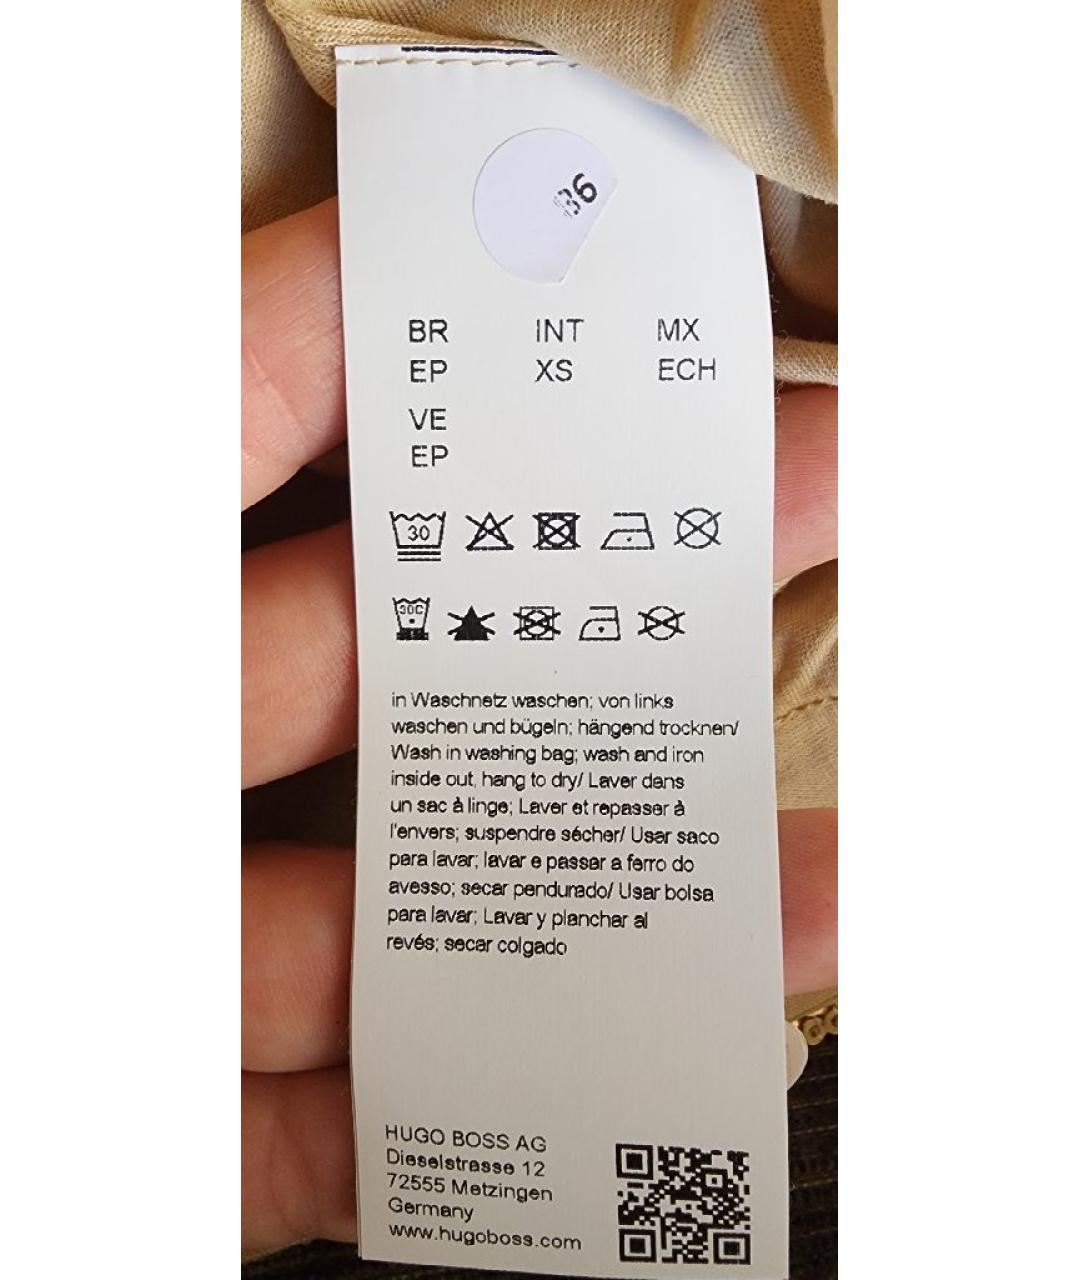 36
BR INT MX
EP XS ECH
VE
EP
30
30C
in Waschnetz waschen; von links
waschen und bügeln; hängend trocknen/
Wash in washing bag; wash and iron
inside out, hang to dry/ Laver dans
un sac à linge; Laver et repasser à
l'envers; suspendre sécher/ Usar saco
para lavar; lavar e passar a ferro do
avesso; secar pendurado/ Usar bolsa
para lavar; Lavar y planchar al
revés; secar colgado
HUGO BOSS AG
Dieselstrasse 12
72555 Metzingen
Germany
www.hugoboss.com